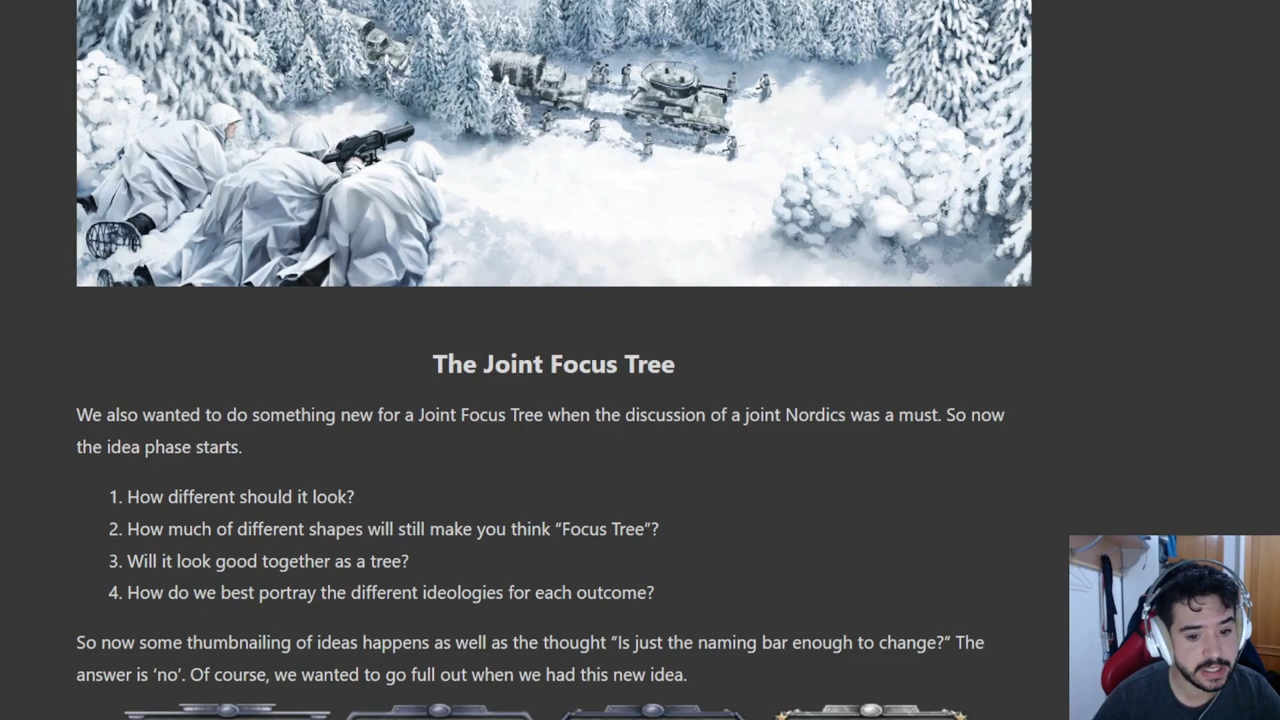 The Joint Focus Tree
We also wanted to do something new for a Joint Focus Tree when the discussion of a joint Nordics was a must. So now
the idea phase starts.
1. How different should it look?
2. How much of different shapes will still make you think “Focus Tree”?
3. Will it look good together as a tree?
4. How do we best portray the different ideologies for each outcome?
So now some thumbnailing of ideas happens as well as the thought “Is just the naming bar enough to change?” The
answer is ‘no’. Of course, we wanted to go full out when we had this new idea.